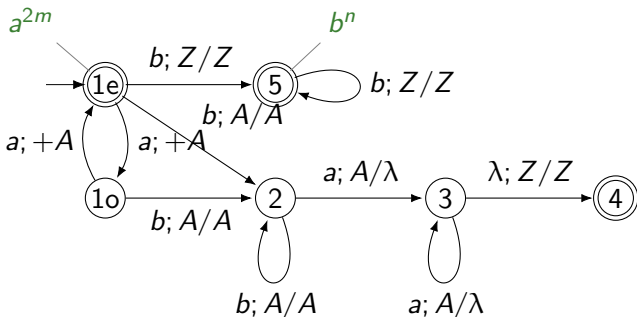 a^{2m}
b^n
b; Z/Z
1e
5
b; Z/Z
b; A/A
a; +A
a; +A
a; A/λ
λ; Z/Z
1o
2
3
4
b; A/A
b; A/A
a; A/λ